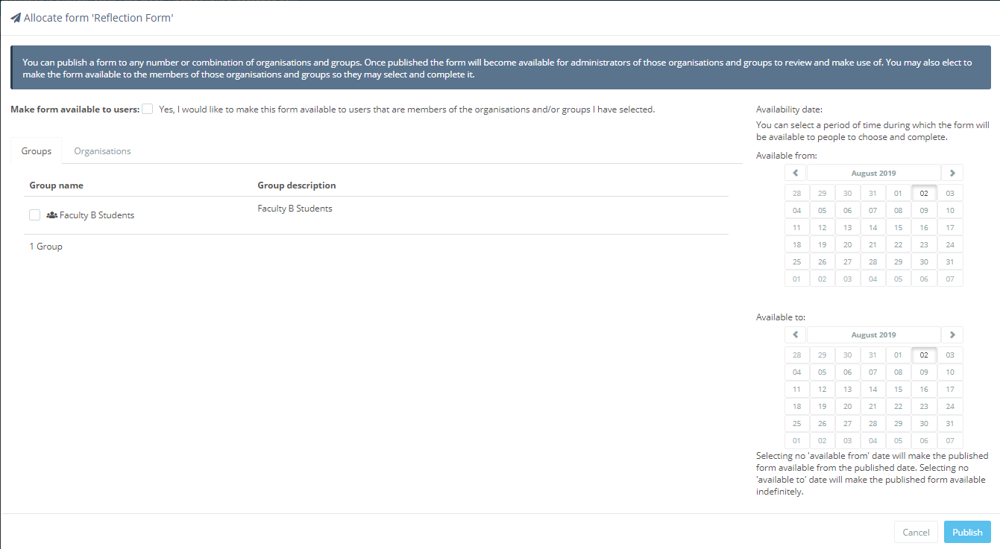 Allocate form 'Reflection Form'
You can publish a form to any number or combination of organisations and groups. Once published the form will become available for administrators of those organisations and groups to review and make use of. You may also elect to
make the form available to the members of those organisations and groups so they may select and complete it.
Make form available to users: Yes, I would like to make this form available to users that are members of the organisations and/or groups I have selected.
Groups Organisations
Group name Group description
Faculty B Students Faculty B Students
1 Group
Availability date:
You can select a period of time during which the form will
be available to people to choose and complete.
Available from:
August 2019
28 29 30 31 01 02 03
04 05 06 07 08 09 10
11 12 13 14 15 16 17
18 19 20 21 22 23 24
25 26 27 28 29 30 31
01 02 03 04 05 06 07
Available to:
August 2019
28 29 30 31 01 02 03
04 05 06 07 08 09 10
11 12 13 14 15 16 17
18 19 20 21 22 23 24
25 26 27 28 29 30 31
01 02 03 04 05 06 07
Selecting no 'available from' date will make the published
form available from the published date. Selecting no
'available to' date will make the published form available
indefinitely.
Cancel Publish